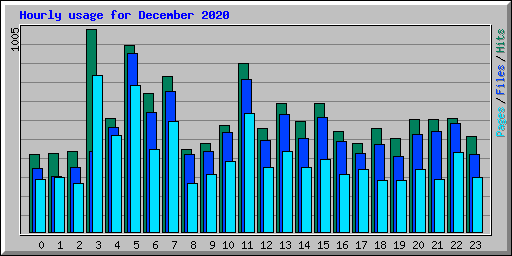 Hourly usage for December 2020
1005
Pages / Files / Hits
0 1 2 3 4 5 6 7 8 9 10 11 12 13 14 15 16 17 18 19 20 21 22 23